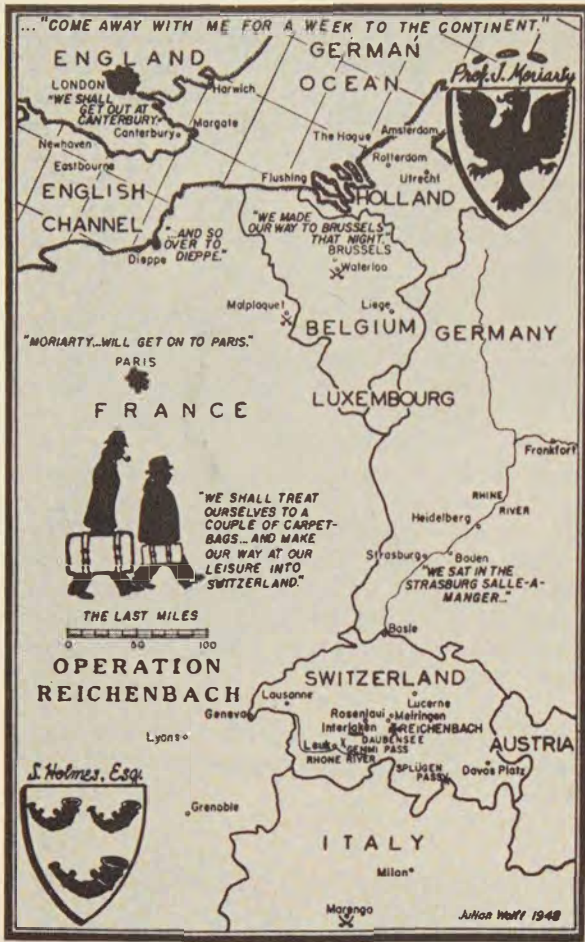 ..."COME AWAY WITH ME FOR A WEEK TO THE CONTINENT."
ENGLAND
GERMAN
OCEAN
Prof. J. Moriarty
LONDON
"WE SHALL
GET OUT AT
CANTERBURY."
Harwich
Canterbury
Margate
Newhaven
Eastbourne
The Hague
Amsterdam
Rotterdam
Utrecht
Flushing
HOLLAND
ENGLISH
CHANNEL
"...AND SO
OVER TO
DIEPPE."
Dieppe
"WE MADE
OUR WAY TO BRUSSELS
THAT NIGHT."
BRUSSELS
Waterloo
Malplaquet
Liege
BELGIUM
GERMANY
"MORIARTY...WILL GET ON TO PARIS."
PARIS
LUXEMBOURG
FRANCE
Frankfort
RHINE
RIVER
Heidelberg
"WE SHALL TREAT
OURSELVES TO A
COUPLE OF CARPET-
BAGS...AND MAKE
OUR WAY AT OUR
LEISURE INTO
SWITZERLAND."
Strasburg
Baden
"WE SAT IN THE
STRASBURG SALLE-A-
MANGER..."
THE LAST MILES
0 50 100
Basle
OPERATION
REICHENBACH
SWITZERLAND
Lausanne
Lucerne
Geneva
Rosenlaui
Meiringen
Interlaken
REICHENBACH
DAUBENSEE
Leuk
GEMMI PASS
RHONE RIVER
AUSTRIA
Lyons
SPLÜGEN
PASS
Davos Platz
S. Holmes, Esq.
Grenoble
ITALY
Milan
Marengo
Julian Wolff 1948